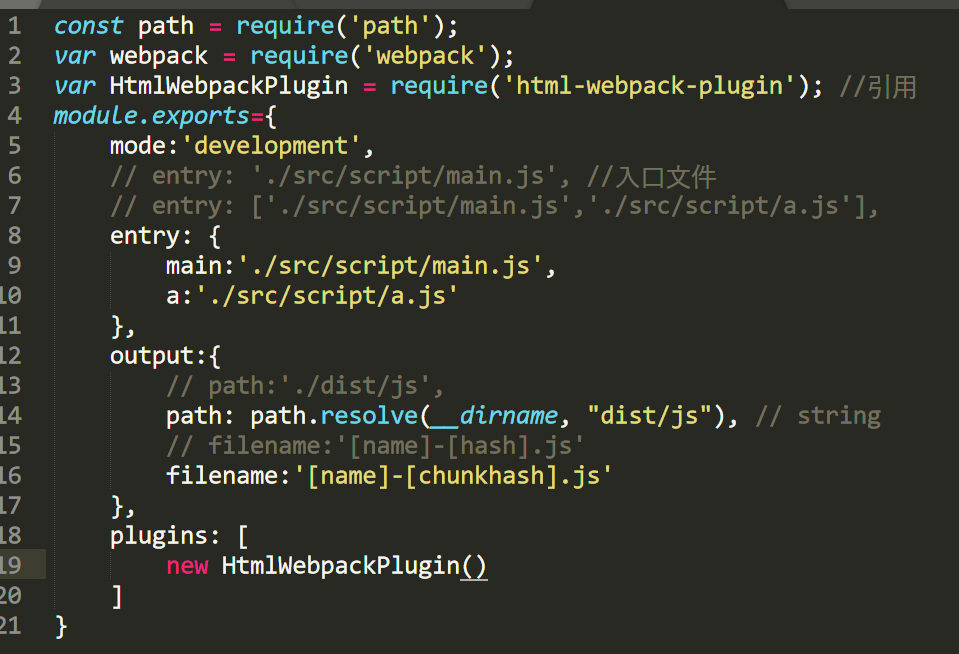 1 const path = require('path');
2 var webpack = require('webpack');
3 var HtmlWebpackPlugin = require('html-webpack-plugin'); //引用
4 module.exports={
5     mode:'development',
6     // entry: './src/script/main.js', //入口文件
7     // entry: ['./src/script/main.js','./src/script/a.js'],
8     entry: {
9         main:'./src/script/main.js',
10         a:'./src/script/a.js'
11     },
12     output:{
13         // path:'./dist/js',
14         path: path.resolve(__dirname, "dist/js"), // string
15         // filename:'[name]-[hash].js'
16         filename:'[name]-[chunkhash].js'
17     },
18     plugins: [
19         new HtmlWebpackPlugin()
20     ]
21 }